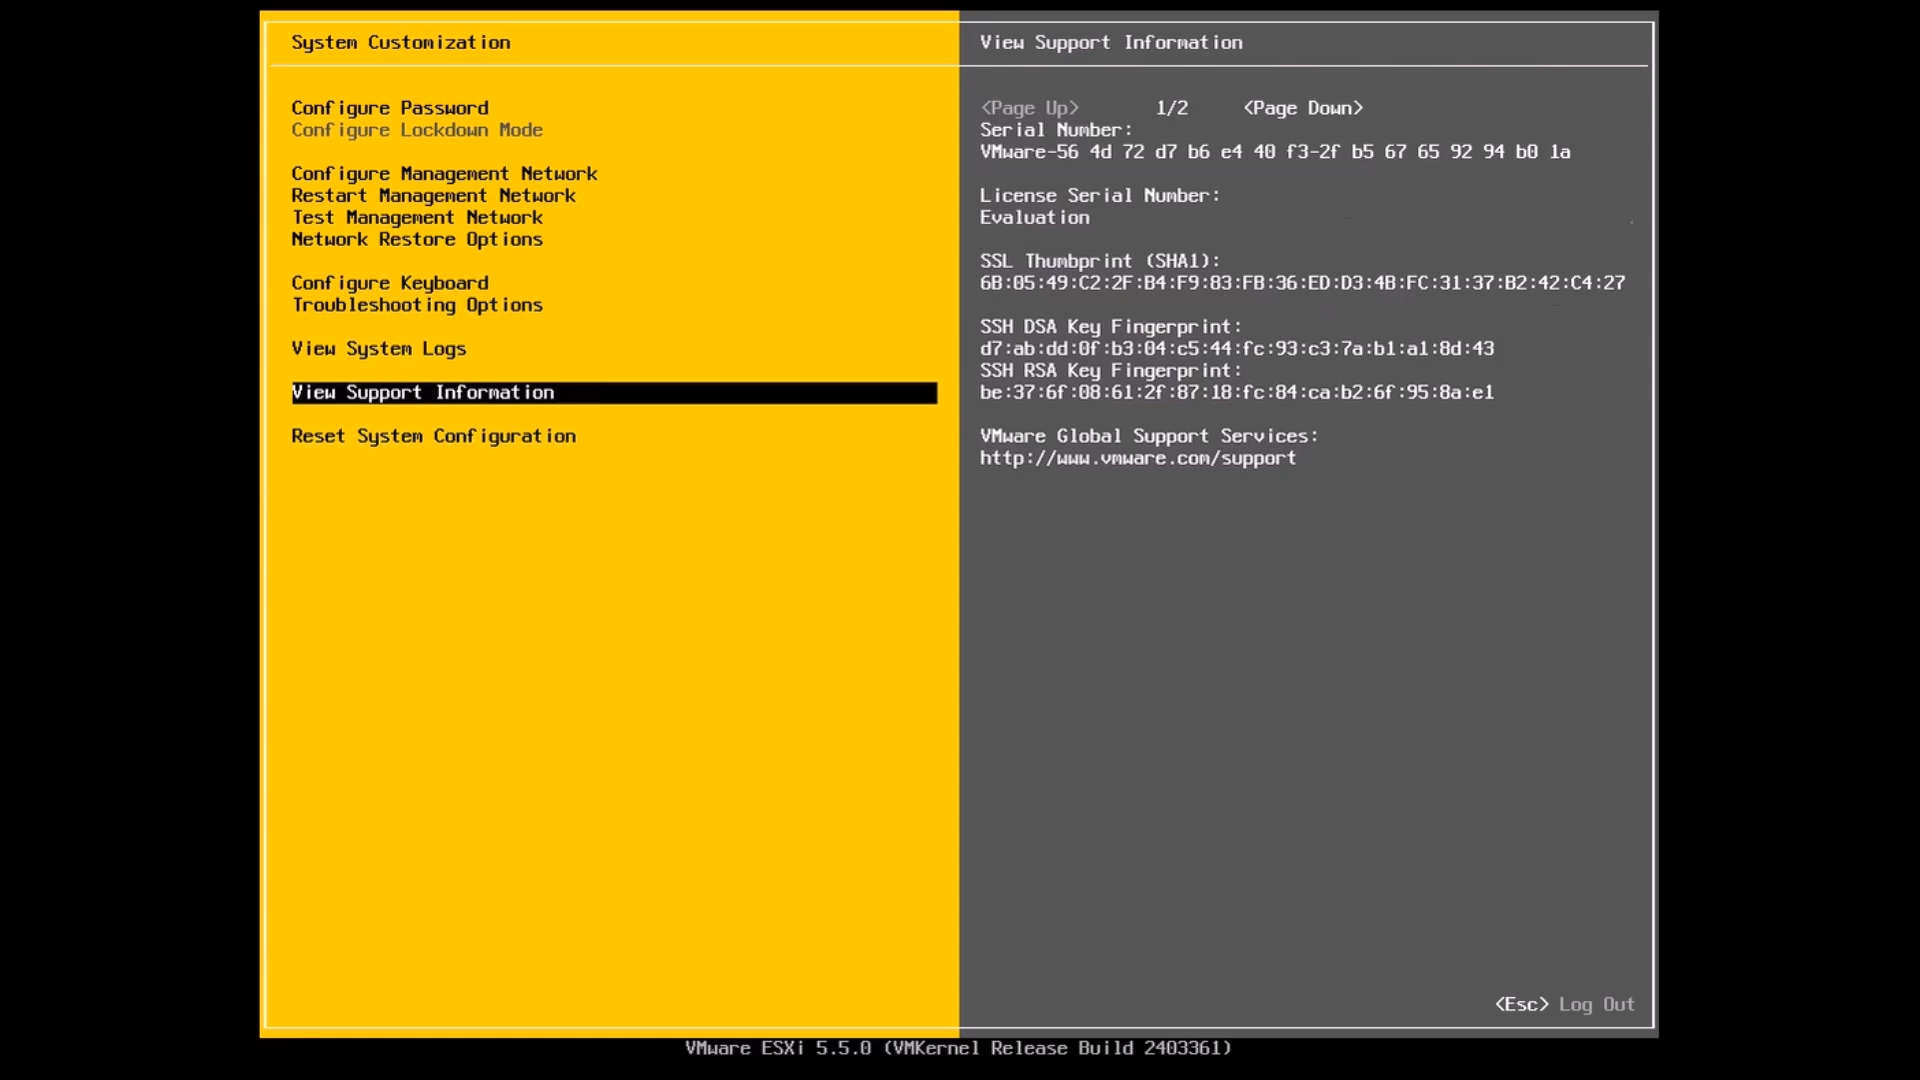 System Customization
Configure Password
Configure Lockdown Mode
Configure Management Network
Restart Management Network
Test Management Network
Network Restore Options
Configure Keyboard
Troubleshooting Options
View System Logs
View Support Information
Reset System Configuration
View Support Information
<Page Up> 1/2 <Page Down>
Serial Number:
VMware-56 4d 72 d7 b6 e4 40 f3-2f b5 67 65 92 94 b0 1a
License Serial Number:
Evaluation
SSL Thumbprint (SHA1):
6B:05:49:C2:2F:B4:F9:83:FB:36:ED:D3:4B:FC:31:37:B2:42:C4:27
SSH DSA Key Fingerprint:
d7:ab:dd:0f:b3:04:c5:44:fc:93:c3:7a:b1:a1:8d:43
SSH RSA Key Fingerprint:
be:37:6f:08:61:2f:87:18:fc:84:ca:b2:6f:95:8a:e1
VMware Global Support Services:
http://www.vmware.com/support
<Esc> Log Out
VMware ESXi 5.5.0 (VMKernel Release Build 2403361)